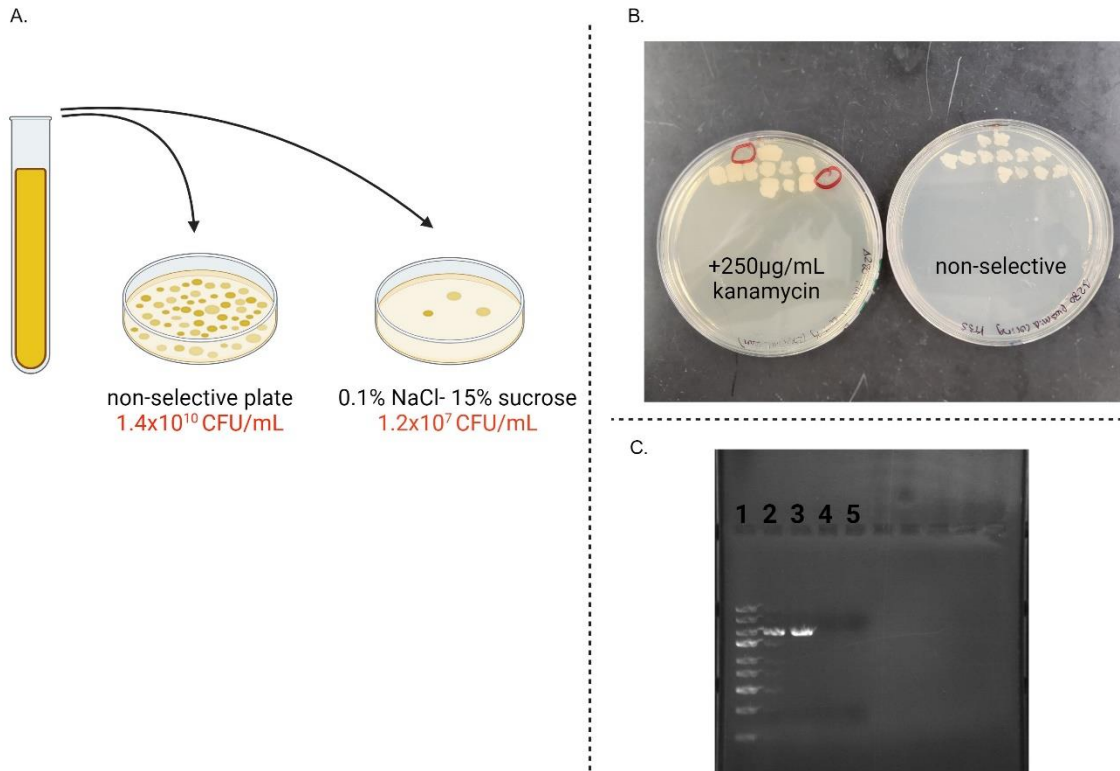 A.
non-selective plate
1.4x10¹⁰ CFU/mL
0.1% NaCl- 15% sucrose
1.2x10⁷ CFU/mL
B.
+250µg/mL
kanamycin
non-selective
C.
1 2 3 4 5